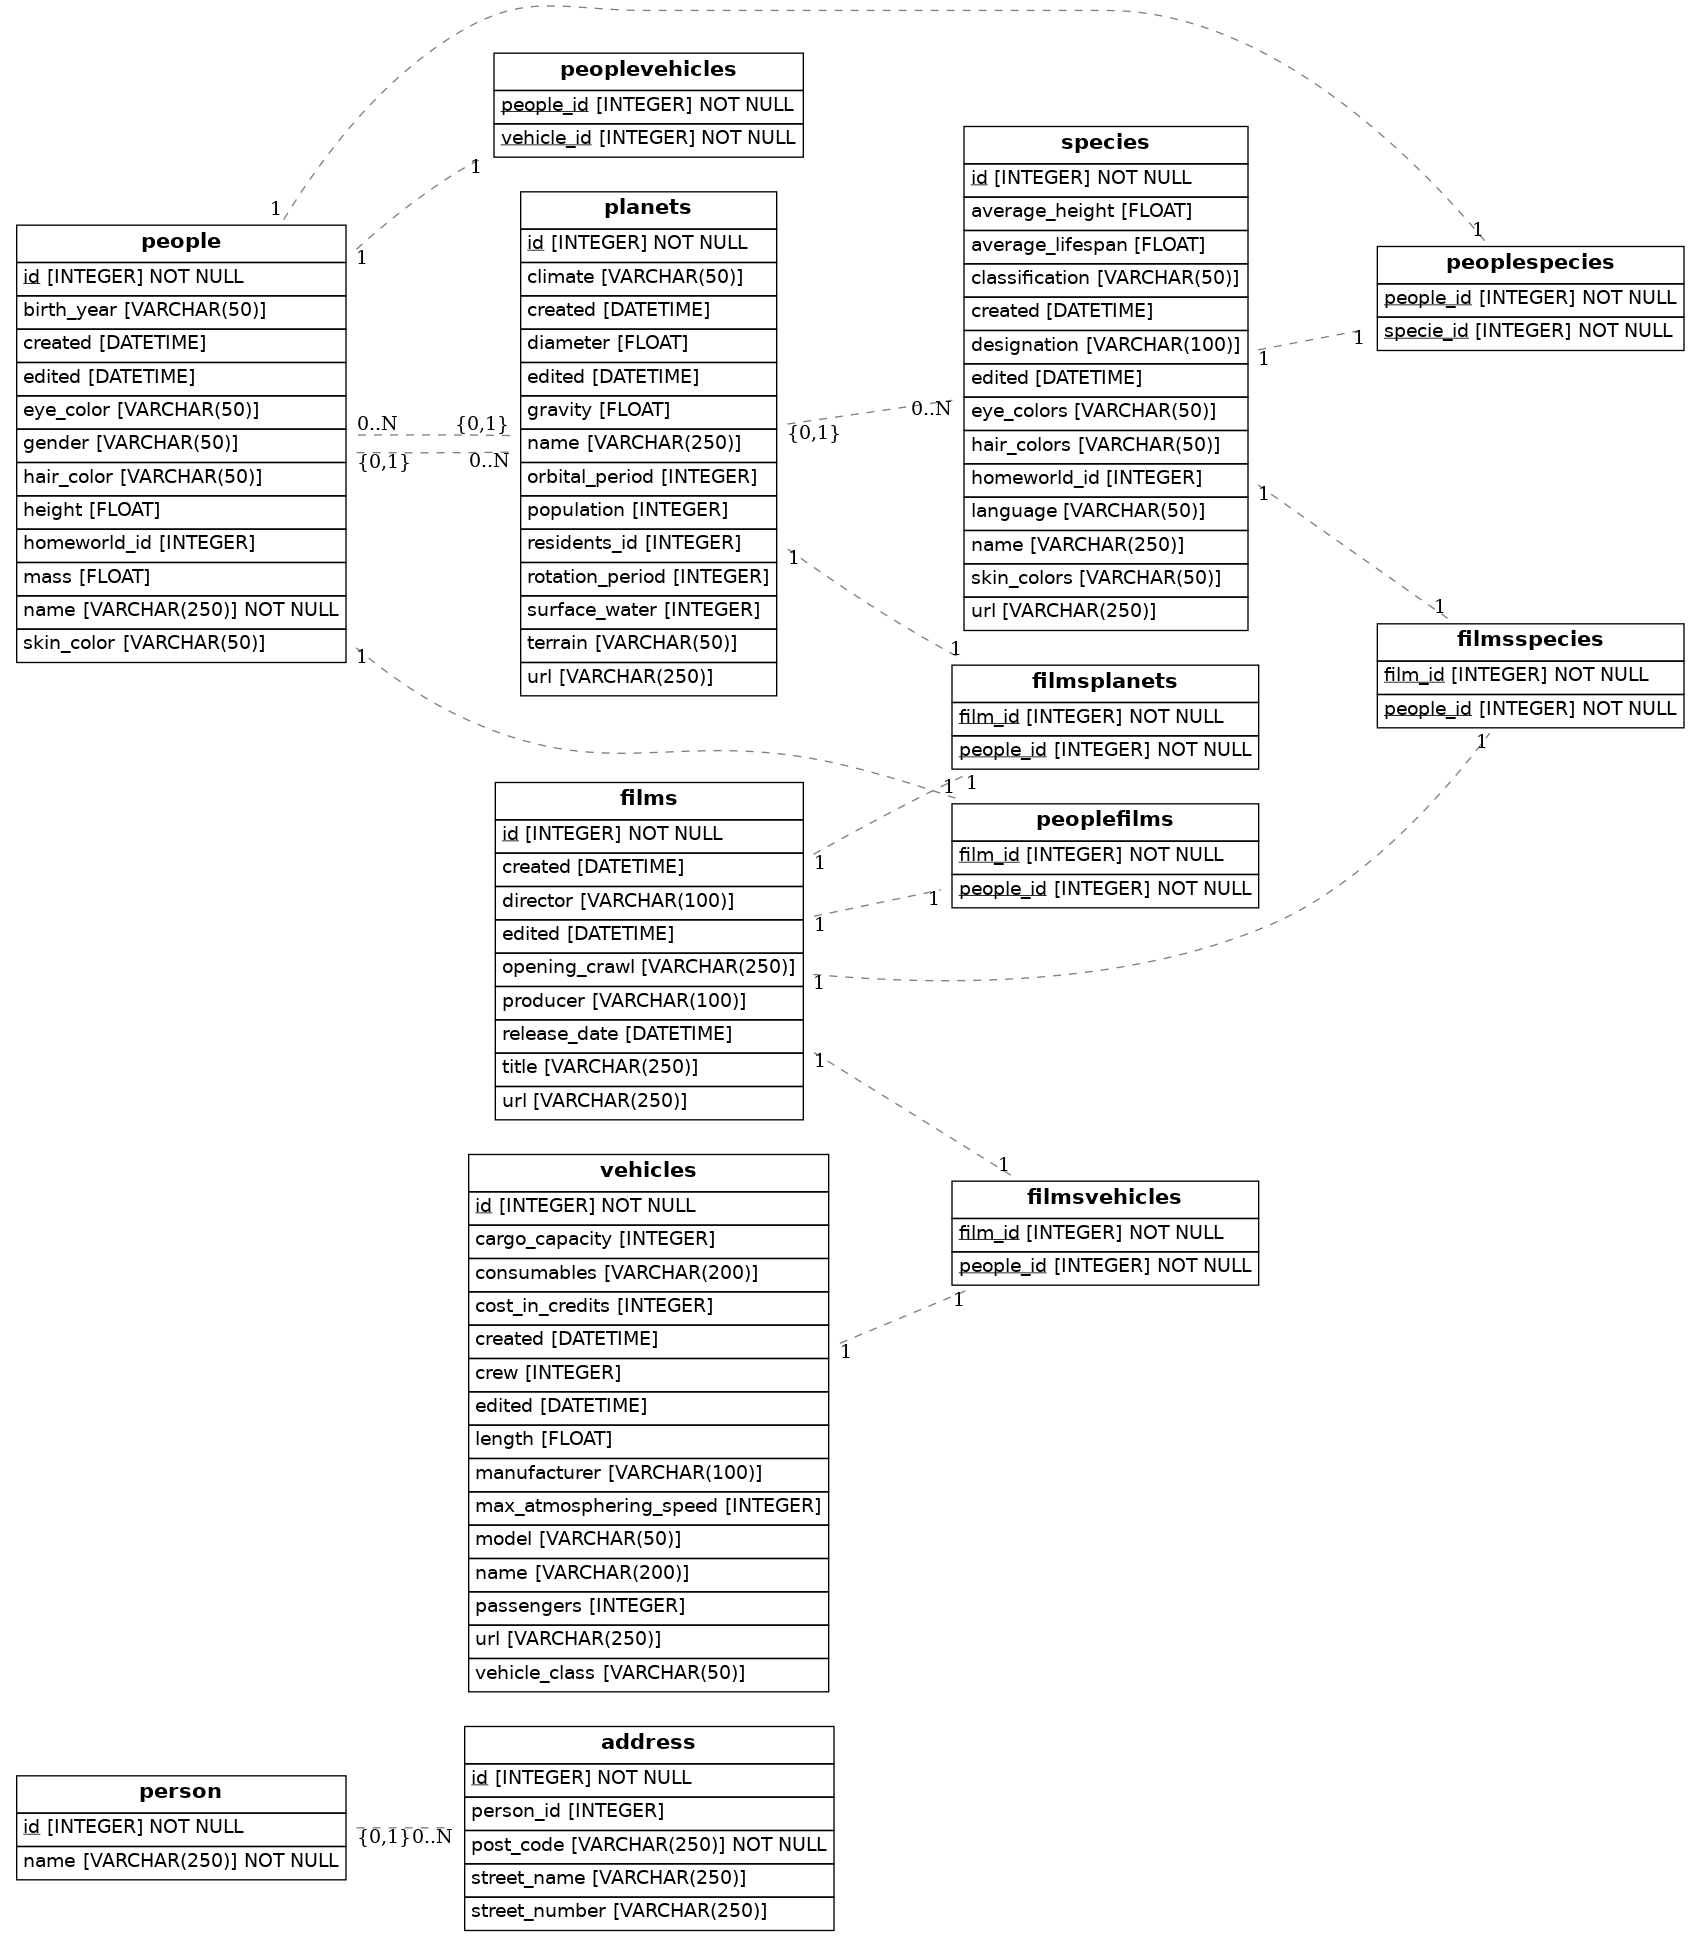 peoplevehicles
people_id [INTEGER] NOT NULL
vehicle_id [INTEGER] NOT NULL
1
1
1
people
id [INTEGER] NOT NULL
birth_year [VARCHAR(50)]
created [DATETIME]
edited [DATETIME]
eye_color [VARCHAR(50)]
gender [VARCHAR(50)]
hair_color [VARCHAR(50)]
height [FLOAT]
homeworld_id [INTEGER]
mass [FLOAT]
name [VARCHAR(250)] NOT NULL
skin_color [VARCHAR(50)]
1
0..N {0,1}
{0,1} 0..N
planets
id [INTEGER] NOT NULL
climate [VARCHAR(50)]
created [DATETIME]
diameter [FLOAT]
edited [DATETIME]
gravity [FLOAT]
name [VARCHAR(250)]
orbital_period [INTEGER]
population [INTEGER]
residents_id [INTEGER]
rotation_period [INTEGER]
surface_water [INTEGER]
terrain [VARCHAR(50)]
url [VARCHAR(250)]
0..N
{0,1}
1
1
species
id [INTEGER] NOT NULL
average_height [FLOAT]
average_lifespan [FLOAT]
classification [VARCHAR(50)]
created [DATETIME]
designation [VARCHAR(100)]
edited [DATETIME]
eye_colors [VARCHAR(50)]
hair_colors [VARCHAR(50)]
homeworld_id [INTEGER]
language [VARCHAR(50)]
name [VARCHAR(250)]
skin_colors [VARCHAR(50)]
url [VARCHAR(250)]
1
1
1
1
1
peoplespecies
people_id [INTEGER] NOT NULL
specie_id [INTEGER] NOT NULL
filmsspecies
film_id [INTEGER] NOT NULL
people_id [INTEGER] NOT NULL
1
filmsplanets
film_id [INTEGER] NOT NULL
people_id [INTEGER] NOT NULL
1
1
peoplefilms
film_id [INTEGER] NOT NULL
people_id [INTEGER] NOT NULL
films
id [INTEGER] NOT NULL
created [DATETIME]
director [VARCHAR(100)]
edited [DATETIME]
opening_crawl [VARCHAR(250)]
producer [VARCHAR(100)]
release_date [DATETIME]
title [VARCHAR(250)]
url [VARCHAR(250)]
1
1
1
1
1
1
filmsvehicles
film_id [INTEGER] NOT NULL
people_id [INTEGER] NOT NULL
1
1
vehicles
id [INTEGER] NOT NULL
cargo_capacity [INTEGER]
consumables [VARCHAR(200)]
cost_in_credits [INTEGER]
created [DATETIME]
crew [INTEGER]
edited [DATETIME]
length [FLOAT]
manufacturer [VARCHAR(100)]
max_atmosphering_speed [INTEGER]
model [VARCHAR(50)]
name [VARCHAR(200)]
passengers [INTEGER]
url [VARCHAR(250)]
vehicle_class [VARCHAR(50)]
person
id [INTEGER] NOT NULL
name [VARCHAR(250)] NOT NULL
{0,1} 0..N
address
id [INTEGER] NOT NULL
person_id [INTEGER]
post_code [VARCHAR(250)] NOT NULL
street_name [VARCHAR(250)]
street_number [VARCHAR(250)]